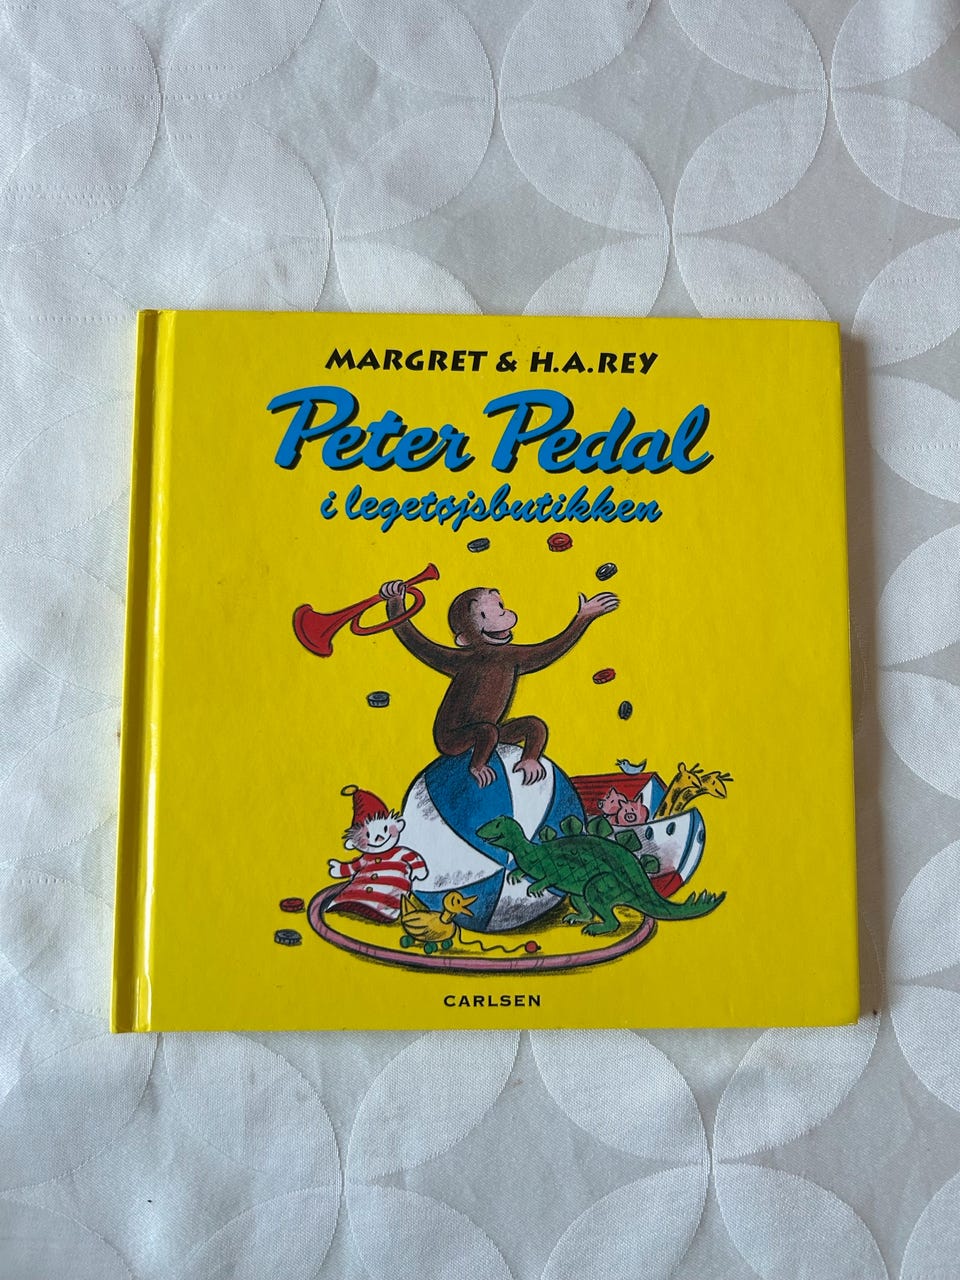 MARGRET & H.A.REY
Peter Pedal
i legetøjsbutikken
CARLSEN